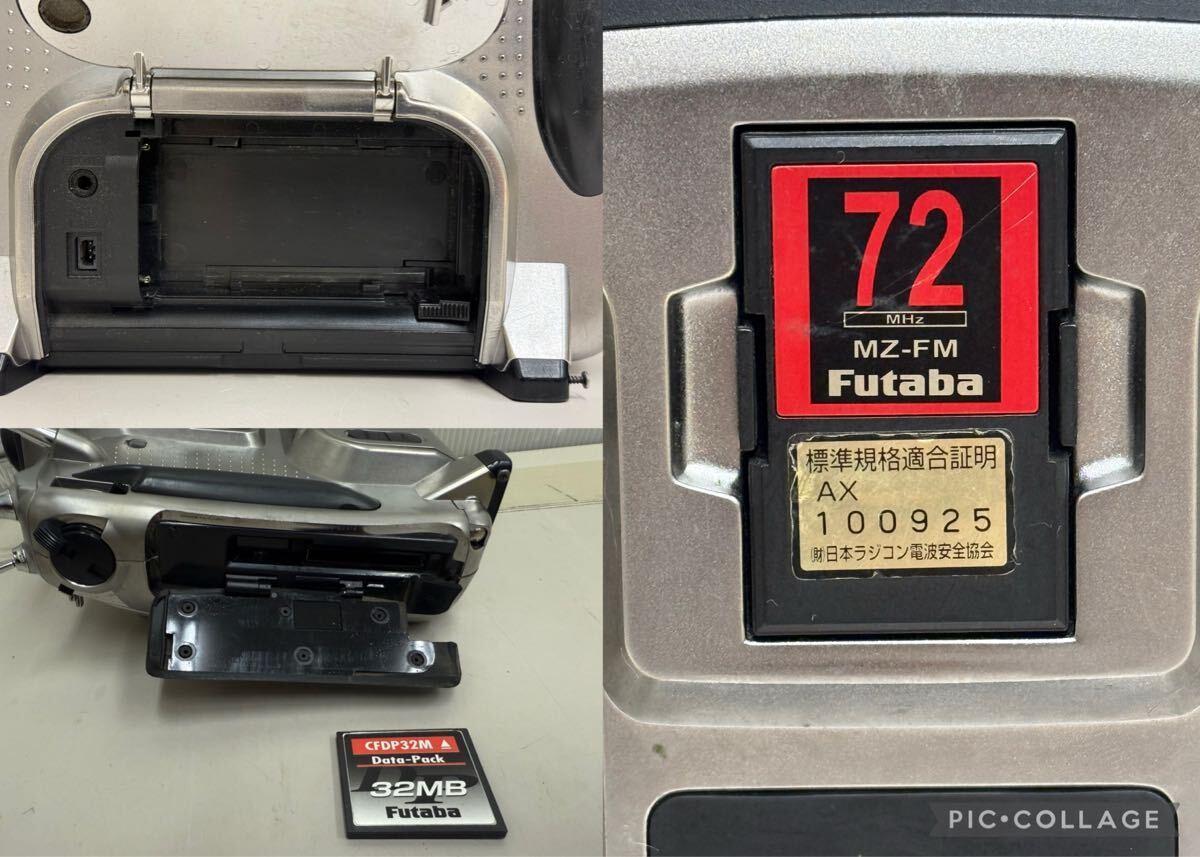 72
MHz
MZ-FM
Futaba
標準規格適合証明
AX
100925
㈶日本ラジコン電波安全協会
CFDP32M
Data-Pack
32MB
Futaba
PIC•COLLAGE